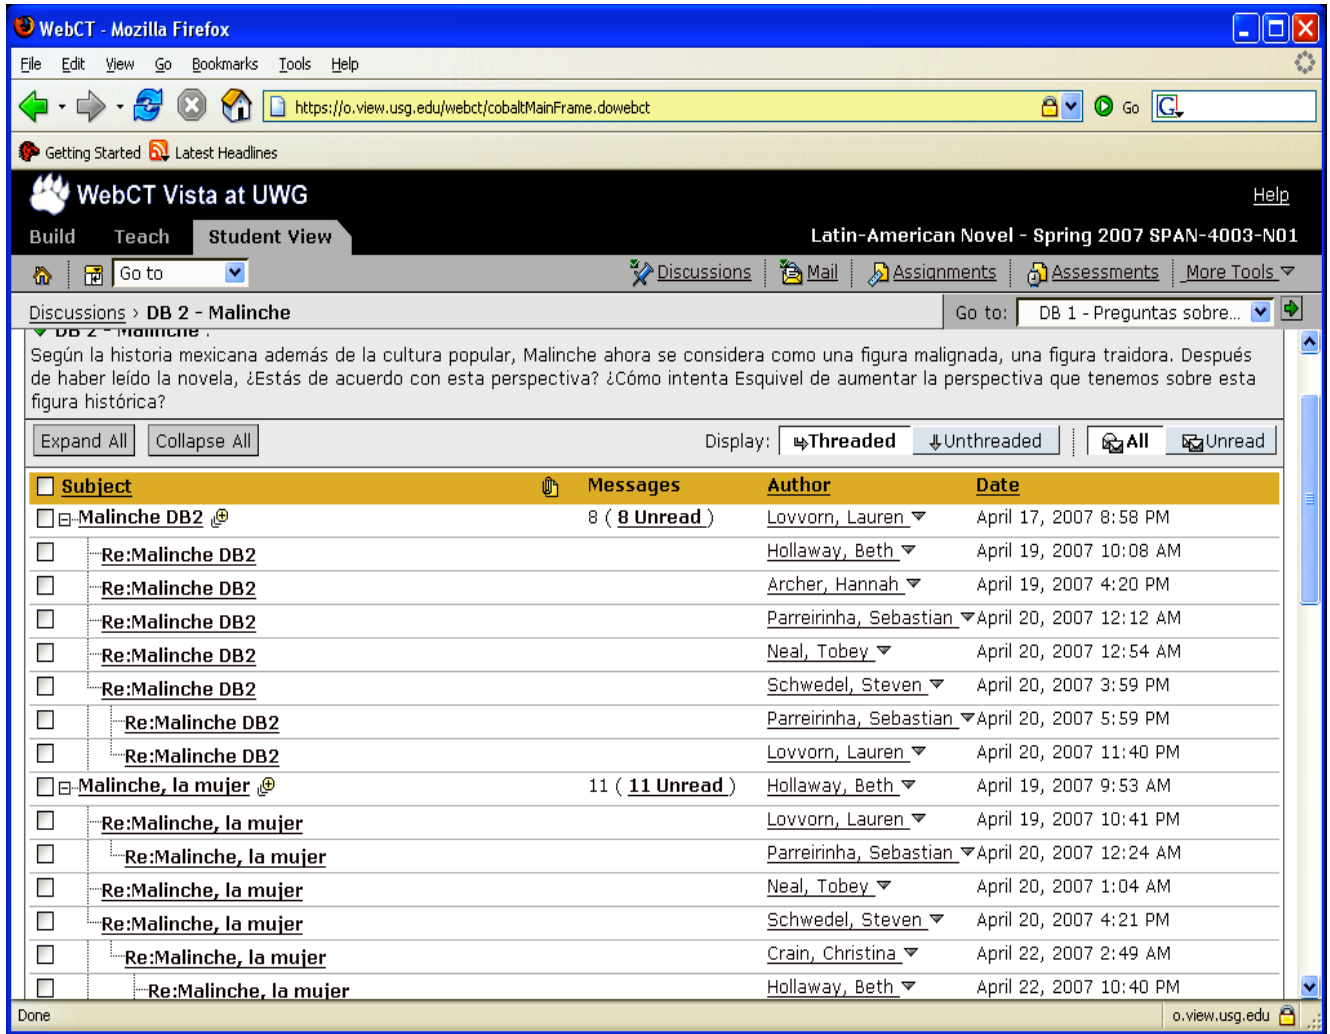 WebCT - Mozilla Firefox
File Edit View Go Bookmarks Tools Help
https://o.view.usg.edu/webct/cobaltMainFrame.dowebct Go G
Getting Started Latest Headlines
WebCT Vista at UWG Help
Build Teach Student View Latin-American Novel - Spring 2007 SPAN-4003-N01
Go to Discussions Mail Assignments Assessments More Tools
Discussions › DB 2 - Malinche Go to: DB 1 - Preguntas sobre...
DB 2 - Malinche :
Según la historia mexicana además de la cultura popular, Malinche ahora se considera como una figura malignada, una figura traidora. Después
de haber leído la novela, ¿Estás de acuerdo con esta perspectiva? ¿Cómo intenta Esquivel de aumentar la perspectiva que tenemos sobre esta
figura histórica?
Expand All Collapse All Display: Threaded Unthreaded All Unread
Subject Messages Author Date
Malinche DB2 8 ( 8 Unread ) Lovvorn, Lauren April 17, 2007 8:58 PM
Re:Malinche DB2 Hollaway, Beth April 19, 2007 10:08 AM
Re:Malinche DB2 Archer, Hannah April 19, 2007 4:20 PM
Re:Malinche DB2 Parreirinha, Sebastian April 20, 2007 12:12 AM
Re:Malinche DB2 Neal, Tobey April 20, 2007 12:54 AM
Re:Malinche DB2 Schwedel, Steven April 20, 2007 3:59 PM
Re:Malinche DB2 Parreirinha, Sebastian April 20, 2007 5:59 PM
Re:Malinche DB2 Lovvorn, Lauren April 20, 2007 11:40 PM
Malinche, la mujer 11 ( 11 Unread ) Hollaway, Beth April 19, 2007 9:53 AM
Re:Malinche, la mujer Lovvorn, Lauren April 19, 2007 10:41 PM
Re:Malinche, la mujer Parreirinha, Sebastian April 20, 2007 12:24 AM
Re:Malinche, la mujer Neal, Tobey April 20, 2007 1:04 AM
Re:Malinche, la mujer Schwedel, Steven April 20, 2007 4:21 PM
Re:Malinche, la mujer Crain, Christina April 22, 2007 2:49 AM
Re:Malinche, la mujer Hollaway, Beth April 22, 2007 10:40 PM
Done o.view.usg.edu